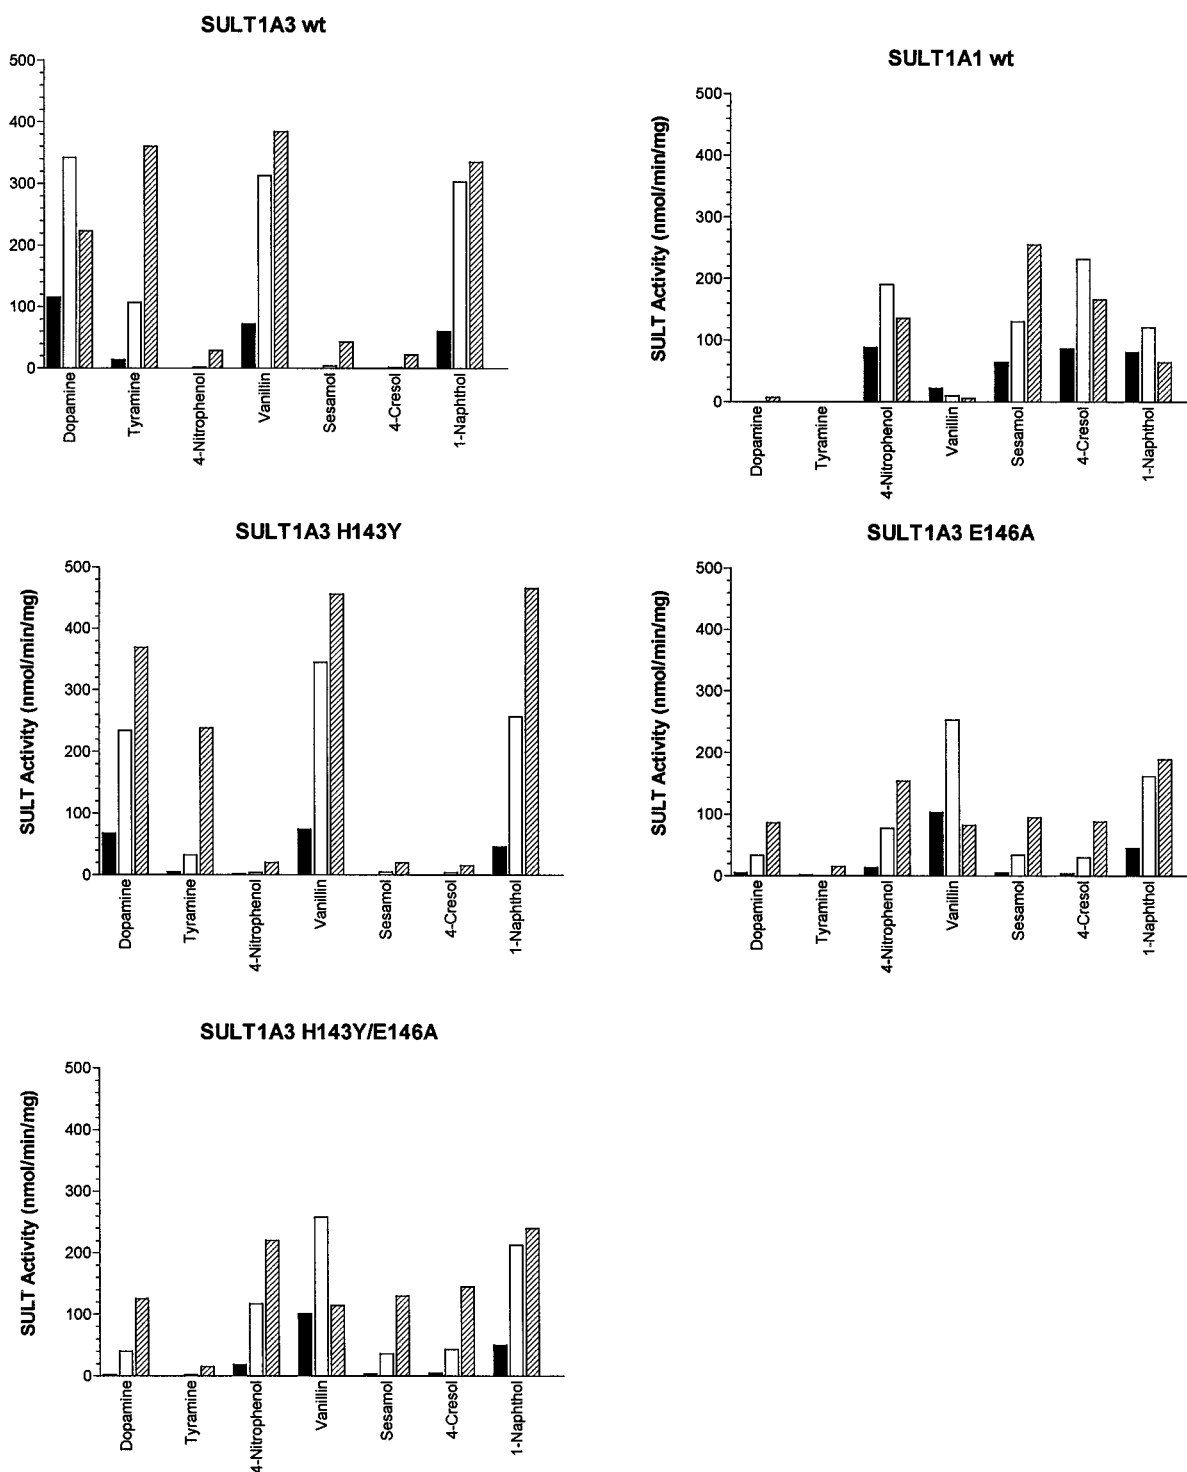 SULT1A3 wt
500
400
300
200
100
0
Dopamine
Tyramine
4-Nitrophenol
Vanillin
Sesamol
4-Cresol
1-Naphthol
SULT1A1 wt
SULT Activity (nmol/min/mg)
500
400
300
200
100
0
Dopamine
Tyramine
4-Nitrophenol
Vanillin
Sesamol
4-Cresol
1-Naphthol
SULT1A3 H143Y
SULT Activity (nmol/min/mg)
500
400
300
200
100
0
Dopamine
Tyramine
4-Nitrophenol
Vanillin
Sesamol
4-Cresol
1-Naphthol
SULT1A3 E146A
SULT Activity (nmol/min/mg)
500
400
300
200
100
0
Dopamine
Tyramine
4-Nitrophenol
Vanillin
Sesamol
4-Cresol
1-Naphthol
SULT1A3 H143Y/E146A
SULT Activity (nmol/min/mg)
500
400
300
200
100
0
Dopamine
Tyramine
4-Nitrophenol
Vanillin
Sesamol
4-Cresol
1-Naphthol